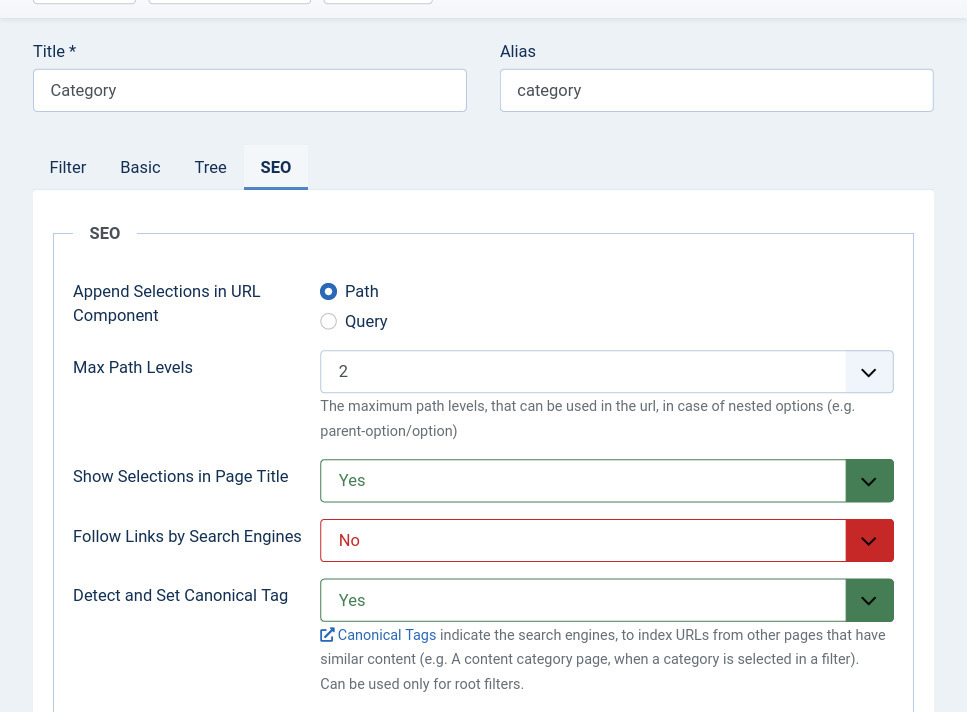 Title *
Alias
Category
category
Filter
Basic
Tree
SEO
SEO
Append Selections in URL
Component
Path
Query
Max Path Levels
2
The maximum path levels, that can be used in the url, in case of nested options (e.g.
parent-option/option)
Show Selections in Page Title
Yes
Follow Links by Search Engines
No
Detect and Set Canonical Tag
Yes
Canonical Tags indicate the search engines, to index URLs from other pages that have
similar content (e.g. A content category page, when a category is selected in a filter).
Can be used only for root filters.